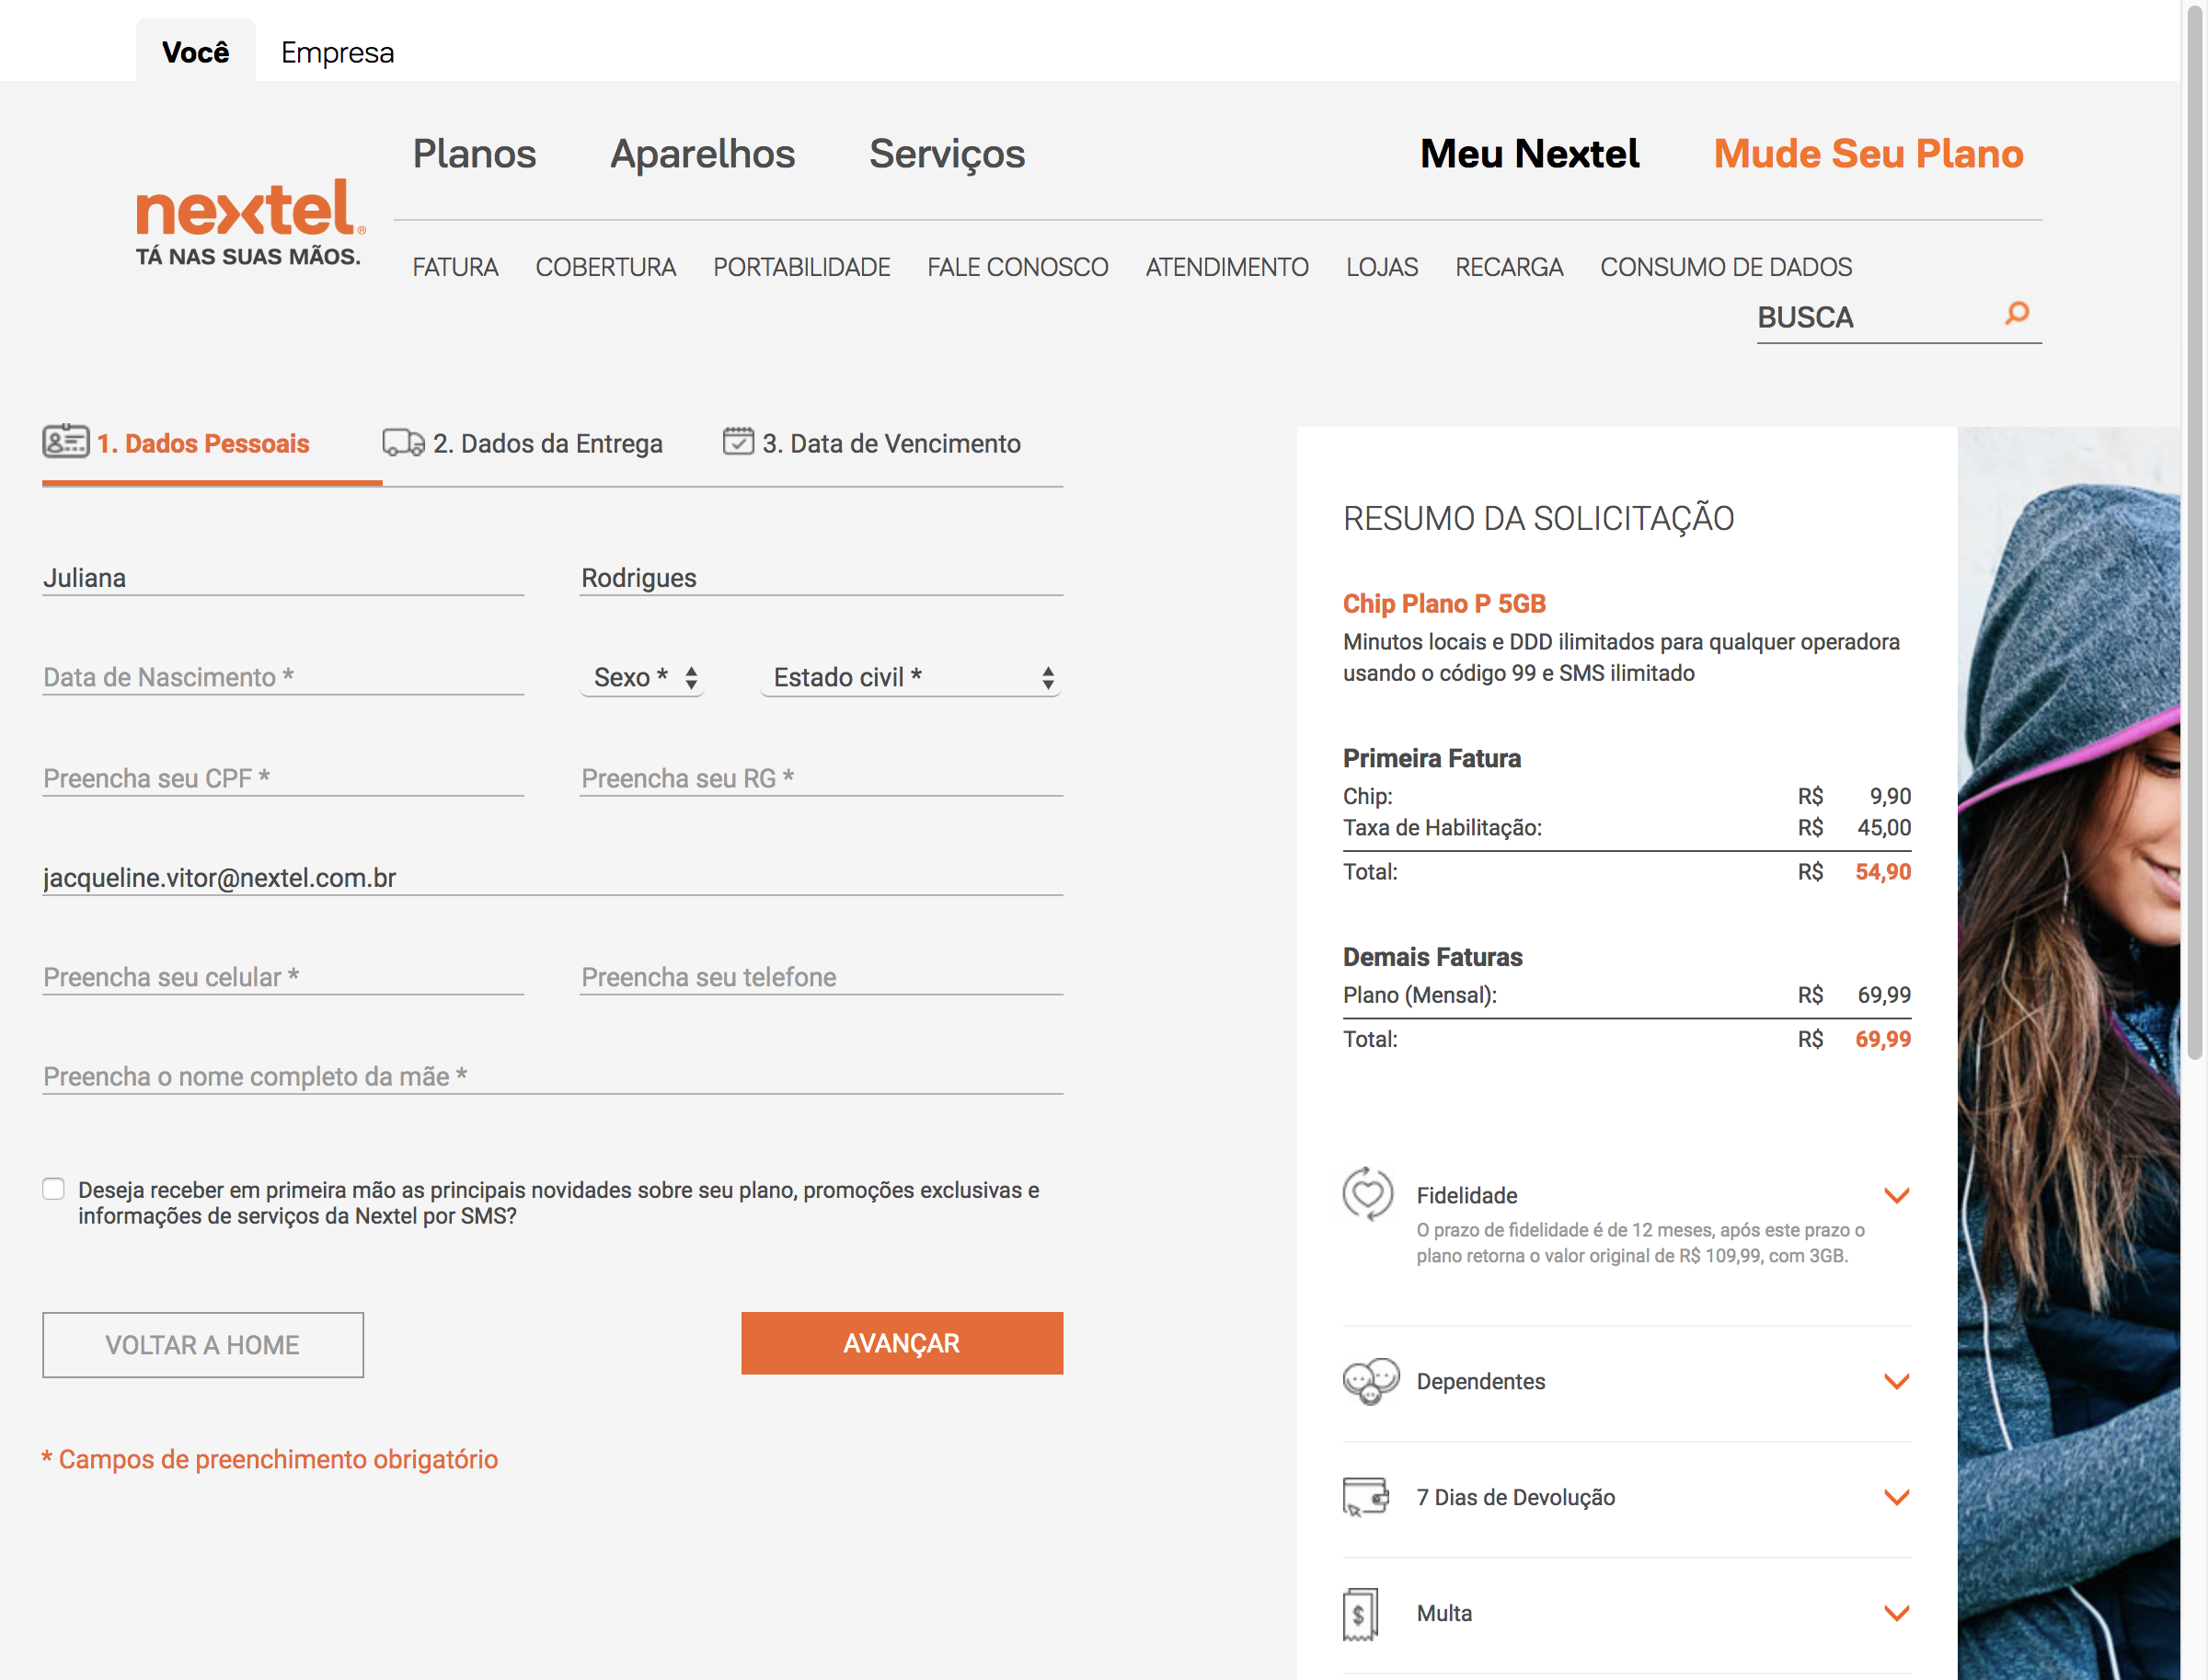 Você Empresa
Planos Aparelhos Serviços Meu Nextel Mude Seu Plano
nextel®
TÁ NAS SUAS MÃOS.
FATURA COBERTURA PORTABILIDADE FALE CONOSCO ATENDIMENTO LOJAS RECARGA CONSUMO DE DADOS
BUSCA
1. Dados Pessoais 2. Dados da Entrega 3. Data de Vencimento
Juliana Rodrigues
Data de Nascimento * Sexo * Estado civil *
Preencha seu CPF * Preencha seu RG *
jacqueline.vitor@nextel.com.br
Preencha seu celular * Preencha seu telefone
Preencha o nome completo da mãe *
Deseja receber em primeira mão as principais novidades sobre seu plano, promoções exclusivas e
informações de serviços da Nextel por SMS?
VOLTAR A HOME AVANÇAR
* Campos de preenchimento obrigatório
RESUMO DA SOLICITAÇÃO
Chip Plano P 5GB
Minutos locais e DDD ilimitados para qualquer operadora
usando o código 99 e SMS ilimitado
Primeira Fatura
Chip: R$ 9,90
Taxa de Habilitação: R$ 45,00
Total: R$ 54,90
Demais Faturas
Plano (Mensal): R$ 69,99
Total: R$ 69,99
Fidelidade
O prazo de fidelidade é de 12 meses, após este prazo o
plano retorna o valor original de R$ 109,99, com 3GB.
Dependentes
7 Dias de Devolução
$ Multa